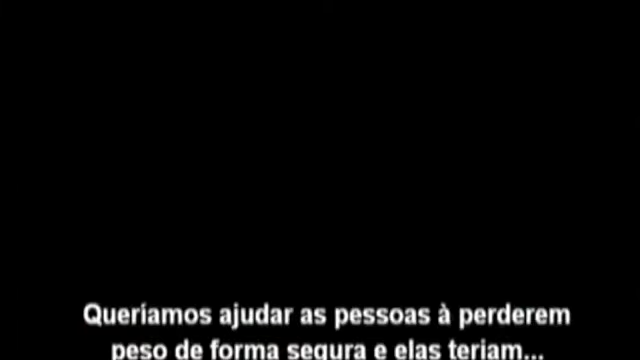 Queríamos ajudar as pessoas à perderem
peso de forma segura e elas teriam...